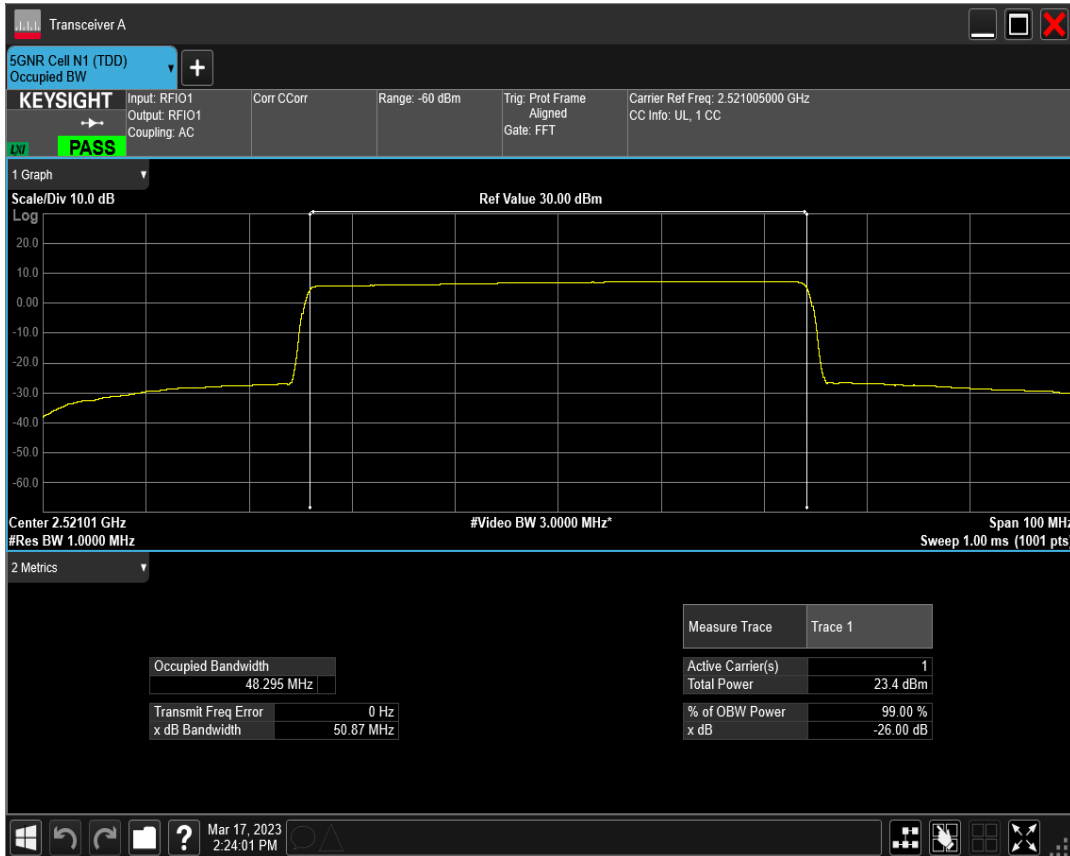 Transceiver A
5GNR Cell N1 (TDD)
Occupied BW
+
KEYSIGHT
LXI
PASS
Input: RFIO1
Output: RFIO1
Coupling: AC
Corr CCorr
Range: -60 dBm
Trig: Prot Frame
Aligned
Gate: FFT
Carrier Ref Freq: 2.521005000 GHz
CC Info: UL, 1 CC
1 Graph
Scale/Div 10.0 dB
Ref Value 30.00 dBm
Log
20.0
10.0
0.00
-10.0
-20.0
-30.0
-40.0
-50.0
-60.0
Center 2.52101 GHz
#Video BW 3.0000 MHz*
Span 100 MHz
#Res BW 1.0000 MHz
Sweep 1.00 ms (1001 pts)
2 Metrics
Measure Trace Trace 1
Occupied Bandwidth
48.295 MHz
Active Carrier(s) 1
Total Power 23.4 dBm
Transmit Freq Error 0 Hz
x dB Bandwidth 50.87 MHz
% of OBW Power 99.00 %
x dB -26.00 dB
?
Mar 17, 2023
2:24:01 PM